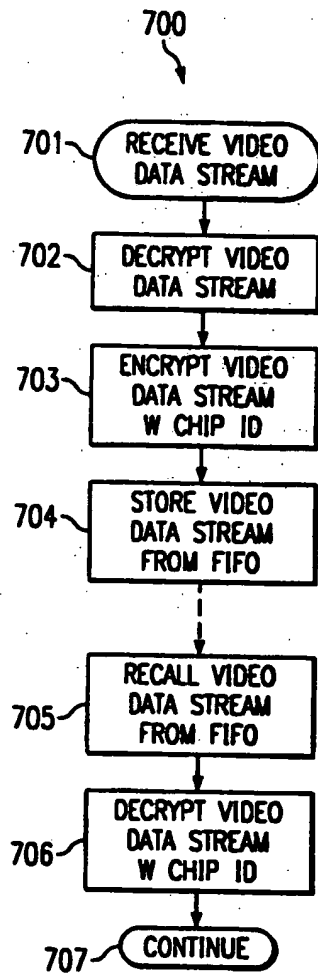 700
701
RECEIVE VIDEO
DATA STREAM
702
DECRYPT VIDEO
DATA STREAM
703
ENCRYPT VIDEO
DATA STREAM
W CHIP ID
704
STORE VIDEO
DATA STREAM
FROM FIFO
705
RECALL VIDEO
DATA STREAM
FROM FIFO
706
DECRYPT VIDEO
DATA STREAM
W CHIP ID
707
CONTINUE